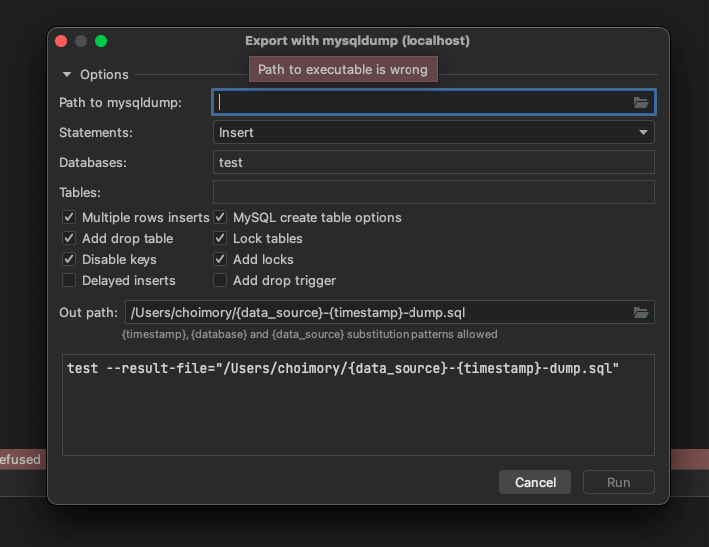 Export with mysqldump (localhost)
Options
Path to executable is wrong
Path to mysqldump:
Statements: Insert
Databases: test
Tables:
Multiple rows inserts MySQL create table options
Add drop table Lock tables
Disable keys Add locks
Delayed inserts Add drop trigger
Out path: /Users/choimory/{data_source}-{timestamp}-dump.sql
{timestamp}, {database} and {data_source} substitution patterns allowed
test --result-file="/Users/choimory/{data_source}-{timestamp}-dump.sql"
efused
Cancel Run